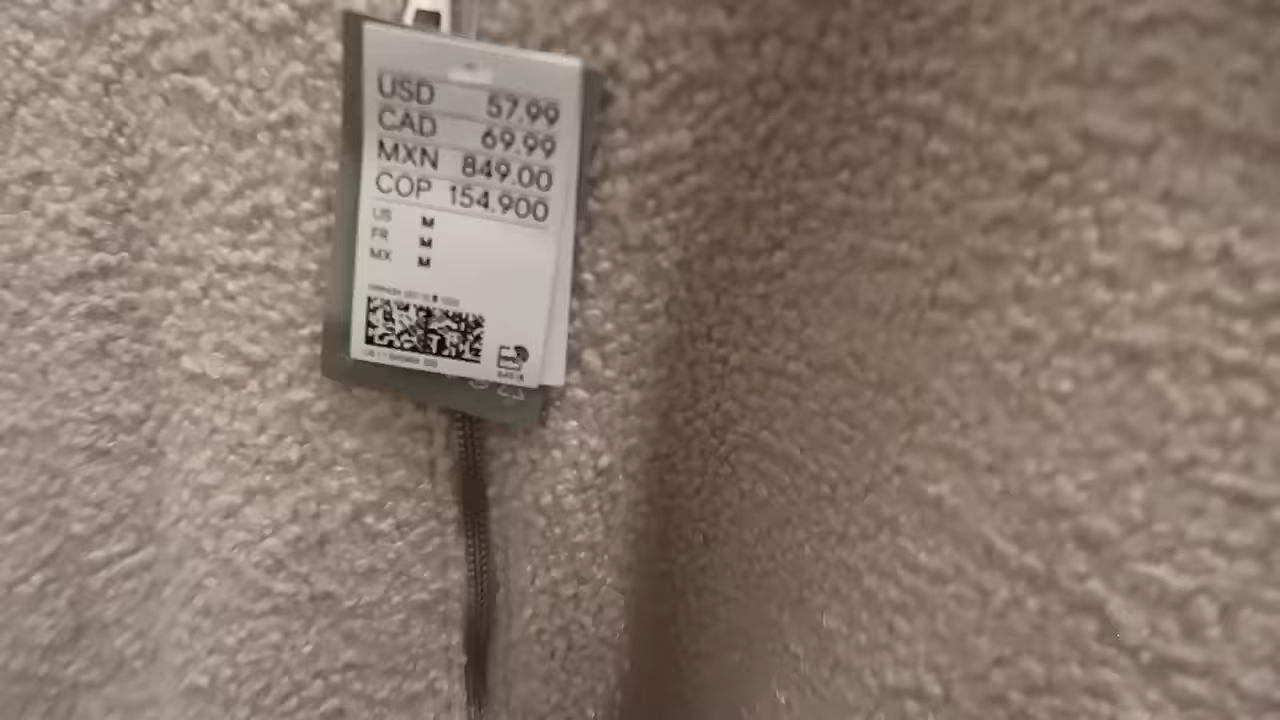 USD 57.99
CAD 69.99
MXN 849.00
COP 154.900
US M
FR M
MX M